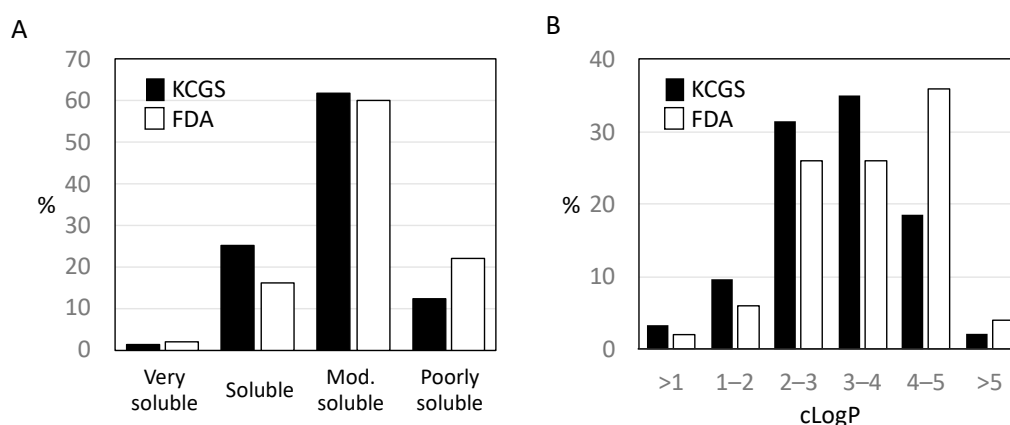 A
70
60
50
40
30
20
10
0
%
KCGS
FDA
Very
soluble
Soluble
Mod.
soluble
Poorly
soluble
B
40
30
20
10
0
%
KCGS
FDA
>1
1–2
2–3
3–4
4–5
>5
cLogP